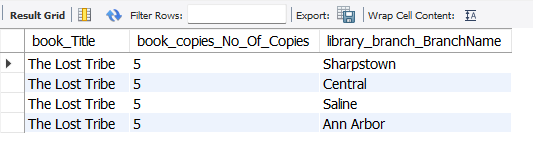 Result Grid Filter Rows: Export: Wrap Cell Content:
book_Title book_copies_No_Of_Copies library_branch_BranchName
The Lost Tribe 5 Sharpstown
The Lost Tribe 5 Central
The Lost Tribe 5 Saline
The Lost Tribe 5 Ann Arbor